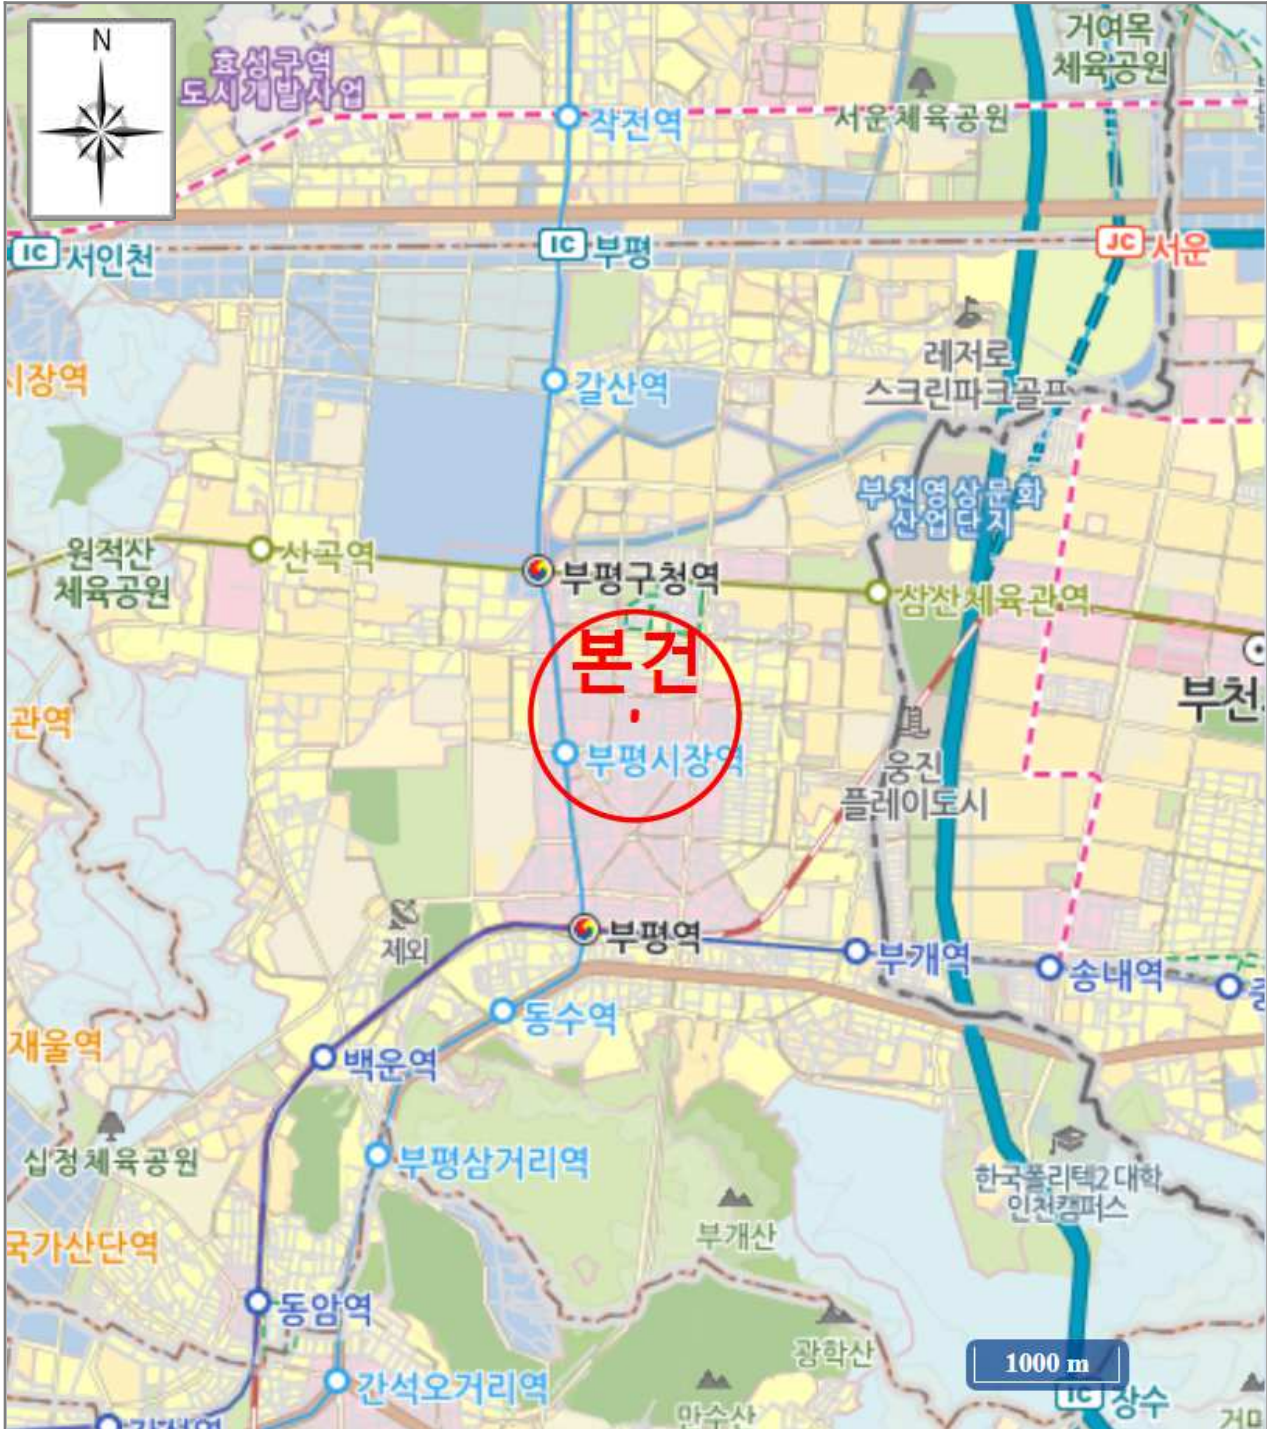 N
효성구역
도시개발사업
거여목
체육공원
작전역
서운체육공원
IC 서인천
IC 부평
JC 서운
시장역
갈산역
레저로
스크린파크골프
부천영상문화
산업단지
원적산
체육공원
산곡역
부평구청역
삼산체육관역
본건
관역
부천
부평시장역
웅진
플레이도시
제외
부평역
부개역
송내역
중
동수역
재울역
백운역
십정체육공원
부평삼거리역
한국폴리텍2대학
인천캠퍼스
부개산
국가산단역
동암역
광학산
1000 m
간석오거리역
IC 장수
만수산